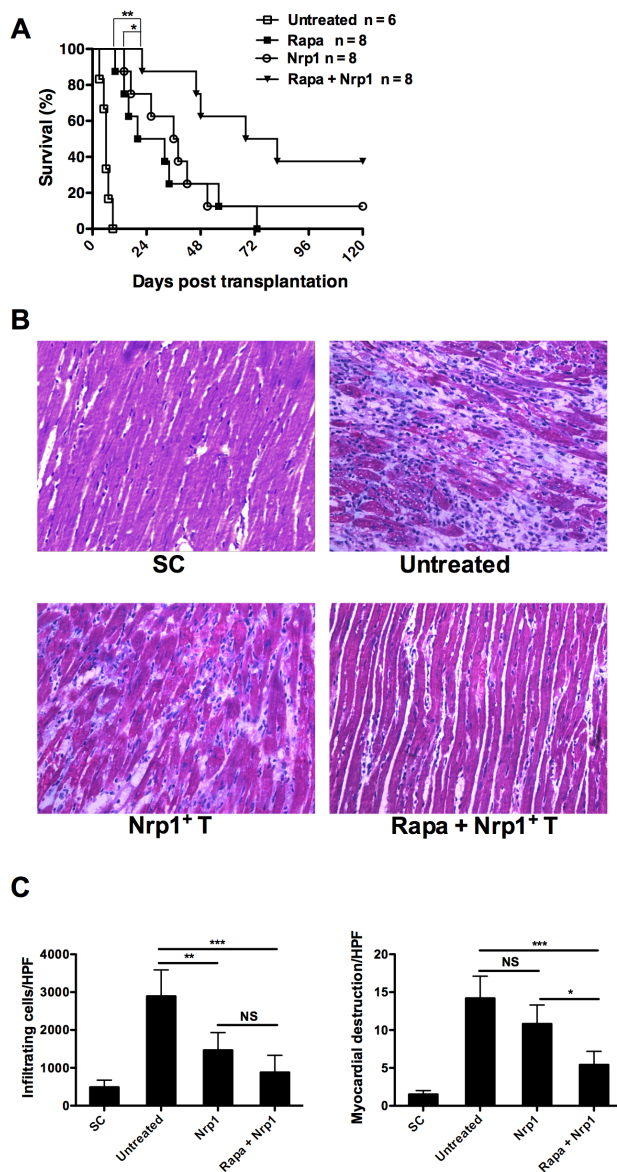 A
**
*
Untreated n = 6
Rapa n = 8
Nrp1 n = 8
Rapa + Nrp1 n = 8
Survival (%)
100
80
60
40
20
0
0
24
48
72
96
120
Days post transplantation
B
SC
Untreated
Nrp1⁺ T
Rapa + Nrp1⁺ T
C
Infiltrating cells/HPF
4000
3000
2000
1000
0
***
**
NS
SC
Untreated
Nrp1
Rapa + Nrp1
Myocardial destruction/HPF
20
15
10
5
0
***
NS
*
SC
Untreated
Nrp1
Rapa + Nrp1